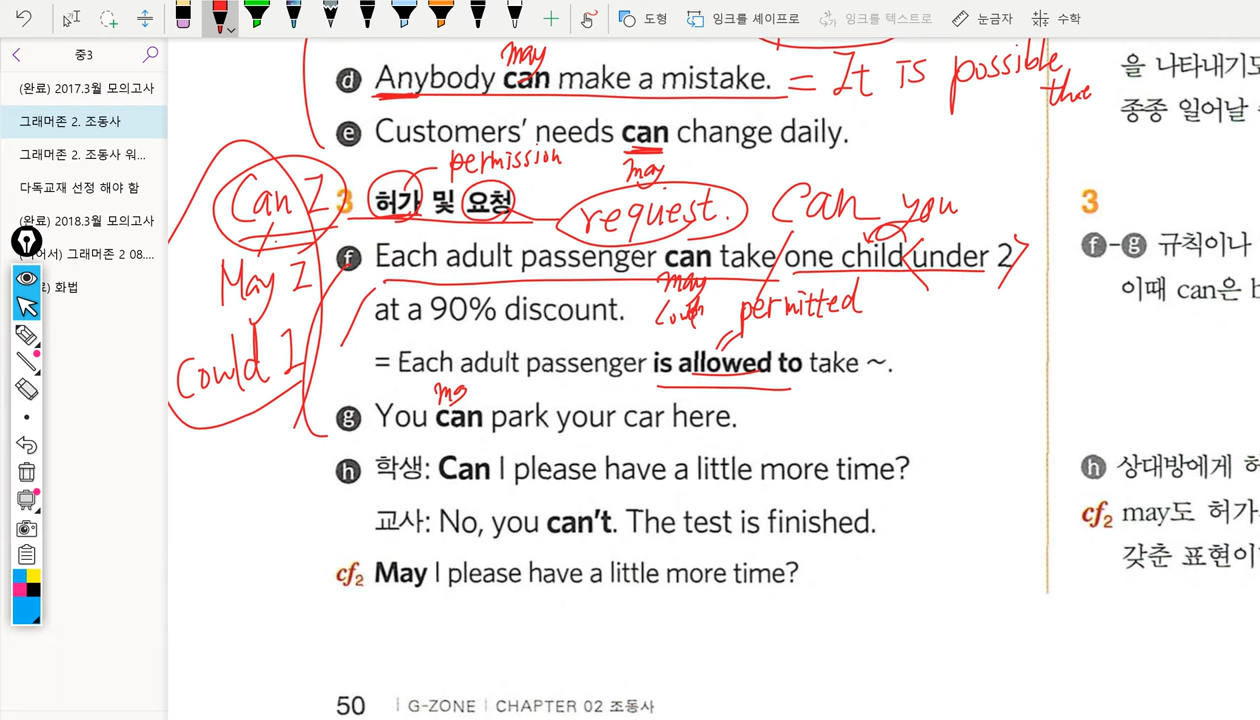 도형
잉크를 셰이프로
잉크를 텍스트로
눈금자
수학
중3
(완료) 2017.3월 모의고사
그래머존 2. 조동사
그래머존 2. 조동사 워...
다독교재 선정 해야 함
(완료) 2018.3월 모의고사
어서) 그래머존 2 08....
) 화법
may
d Anybody can make a mistake. = It is possible
e Customers' needs can change daily.
permission
may
Can I
3 허가 및 요청
request.
Can you
f Each adult passenger can take one child <under 2>
May I
may
at a 90% discount.
permitted
Could I
= Each adult passenger is allowed to take ~.
g You can park your car here.
h 학생: Can I please have a little more time?
교사: No, you can't. The test is finished.
cf2 May I please have a little more time?
50 G-ZONE CHAPTER 02 조동사
을 나타내기도
종종 일어날
3
f-g 규칙이나
이때 can은
h 상대방에게
cf2 may도 허가
갖춘 표현이